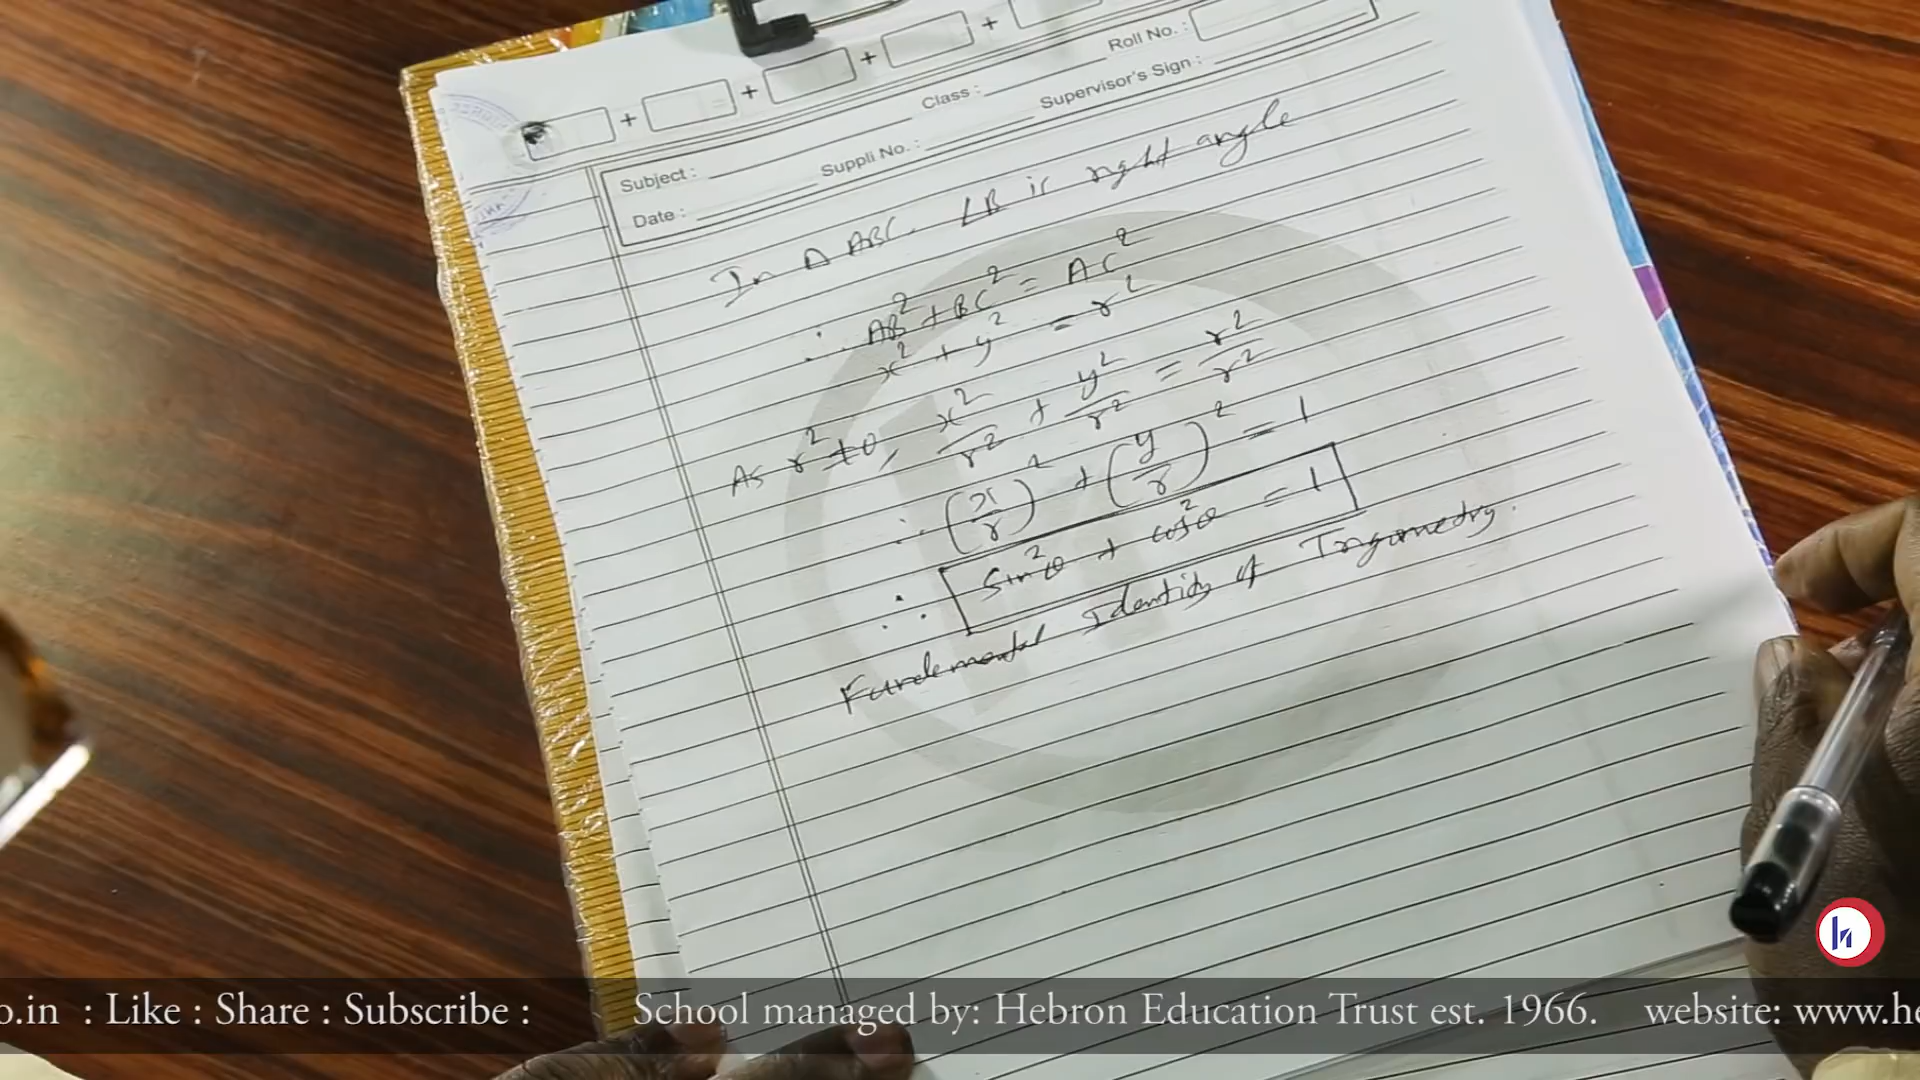 + + + +
Roll No. :
Class : Supervisor's Sign :
Subject : Suppli No. :
Date :
In Δ ABC. ∠B is right angle
∴ AB² + BC² = AC²
x² + y² = r²
As r² ≠ 0, x²/r² + y²/r² = r²/r²
∴ (x/r)² + (y/r)² = 1
∴ sin²θ + cos²θ = 1
Fundemental Identity of Trigometry.
o.in : Like : Share : Subscribe : School managed by: Hebron Education Trust est. 1966. website: www.he